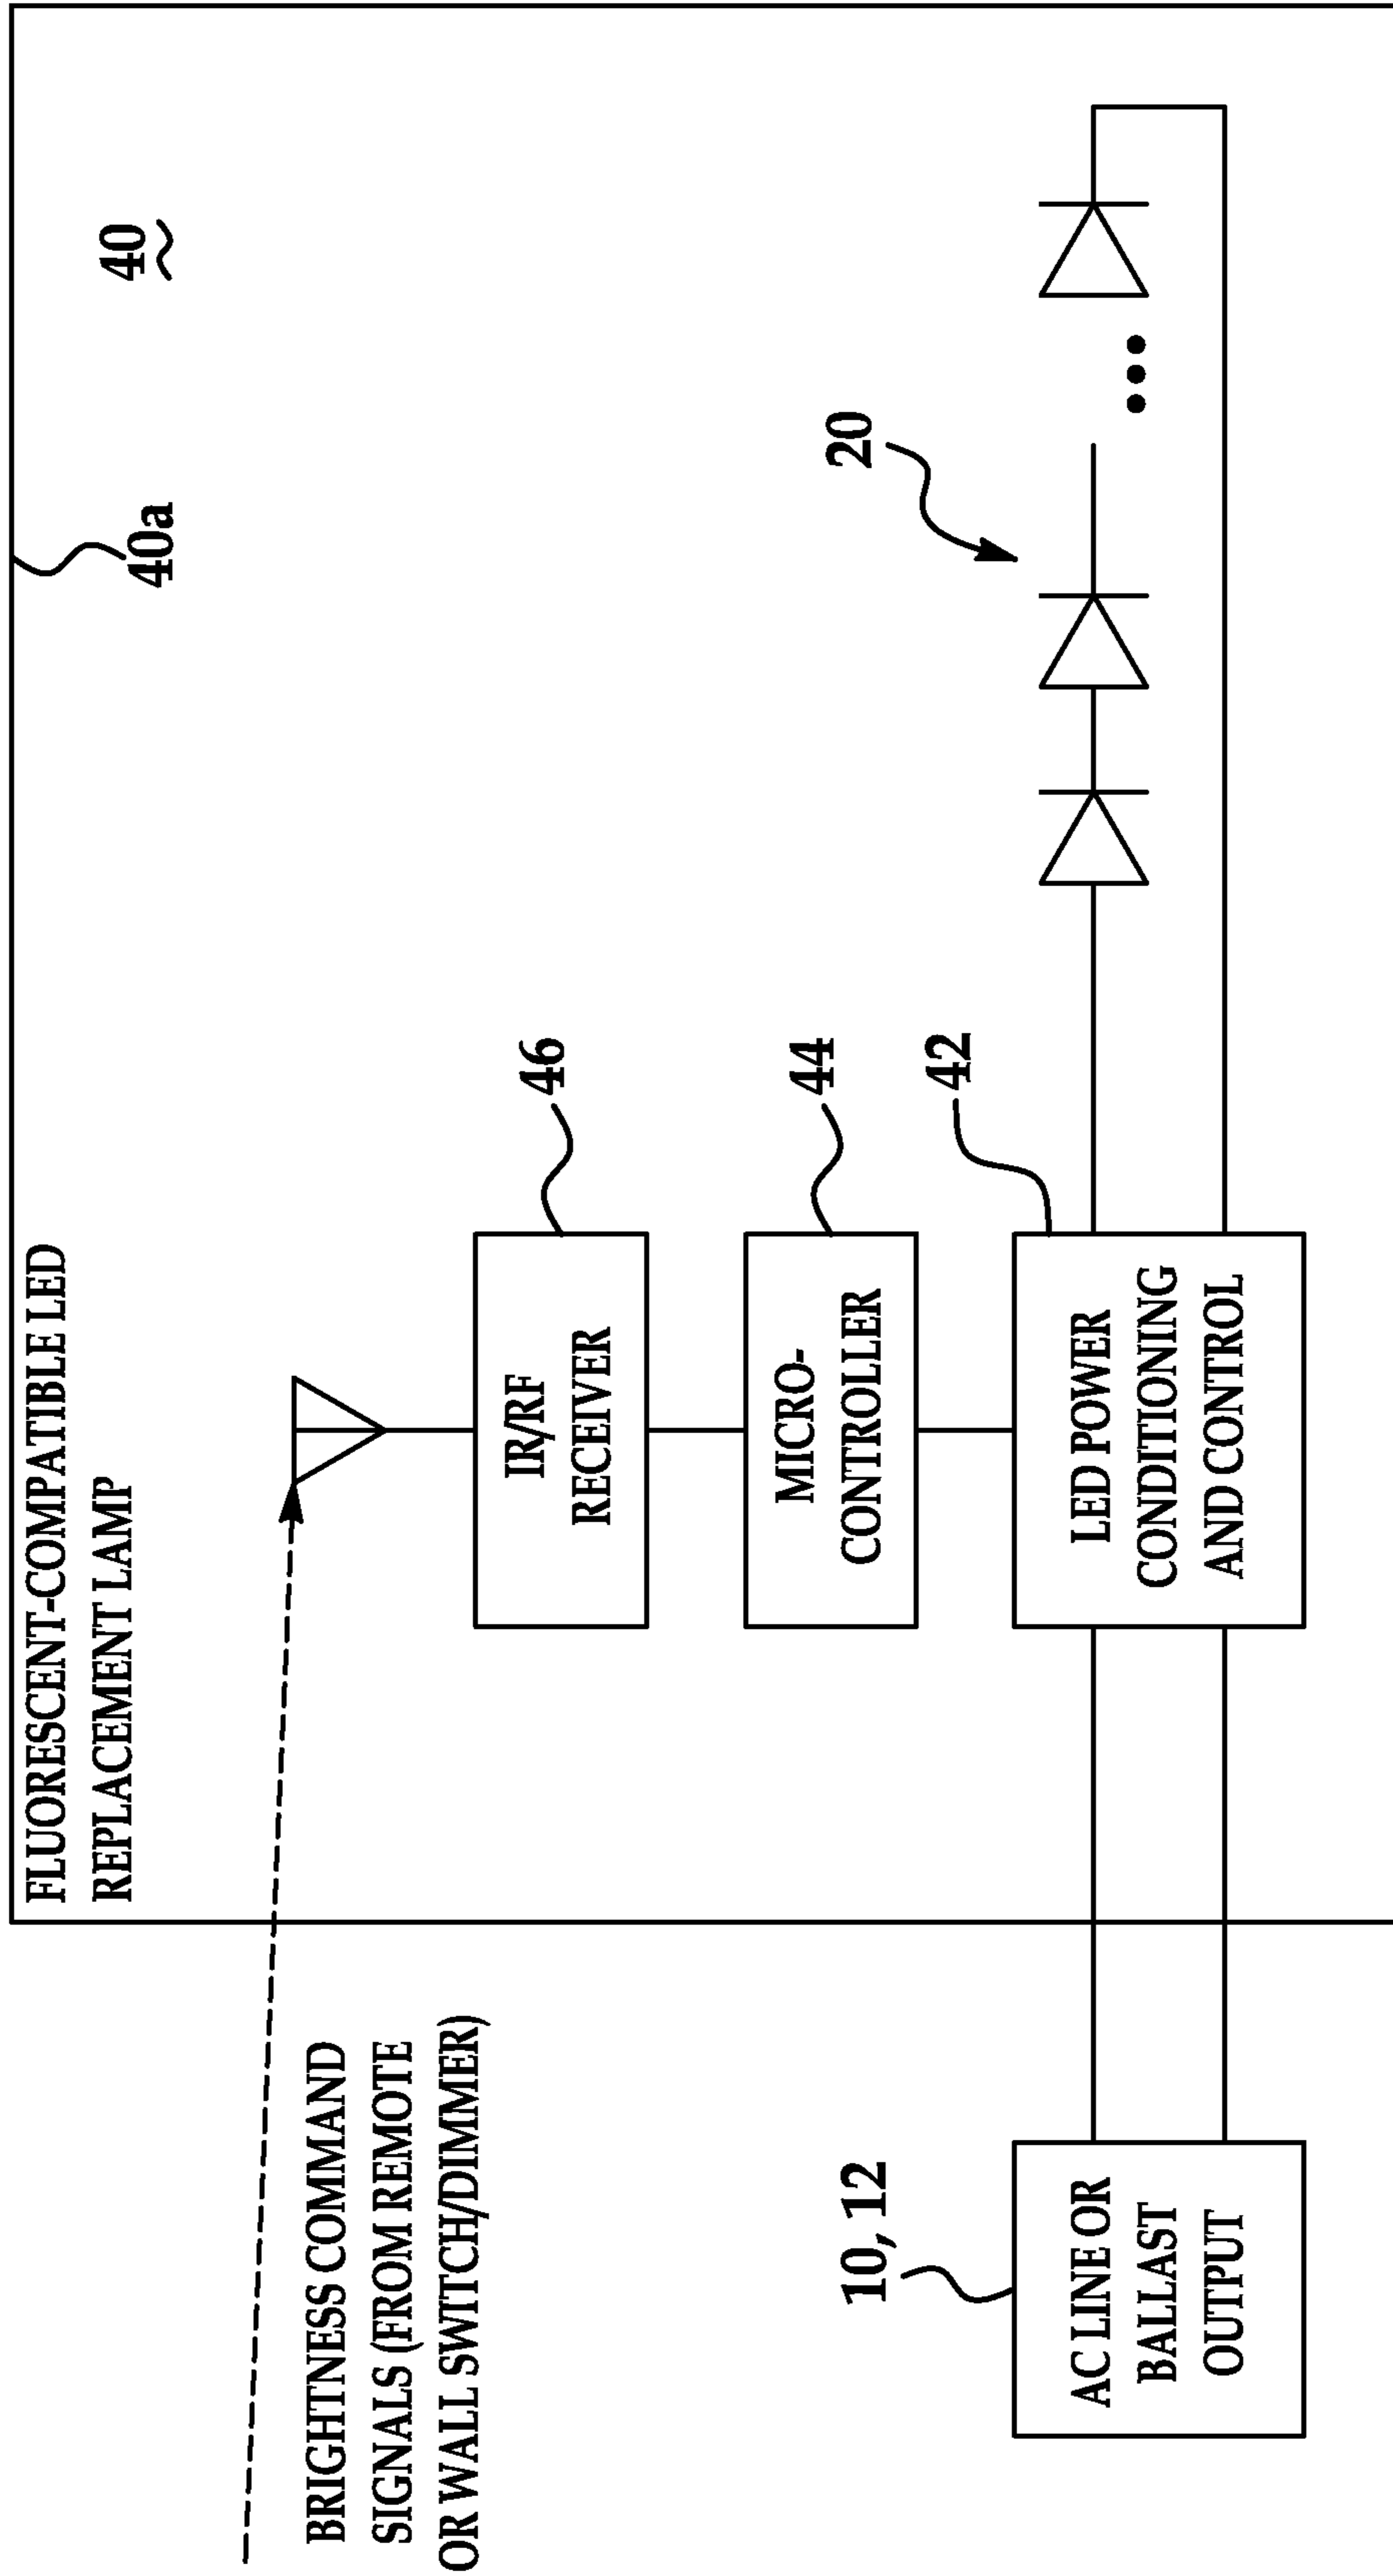 FLUORESCENT-COMPATIBLE LED
REPLACEMENT LAMP
40a
40
BRIGHTNESS COMMAND
SIGNALS (FROM REMOTE
OR WALL SWITCH/DIMMER)
IR/RF
RECEIVER
46
MICRO-
CONTROLLER
44
20
10, 12
AC LINE OR
BALLAST
OUTPUT
LED POWER
CONDITIONING
AND CONTROL
42